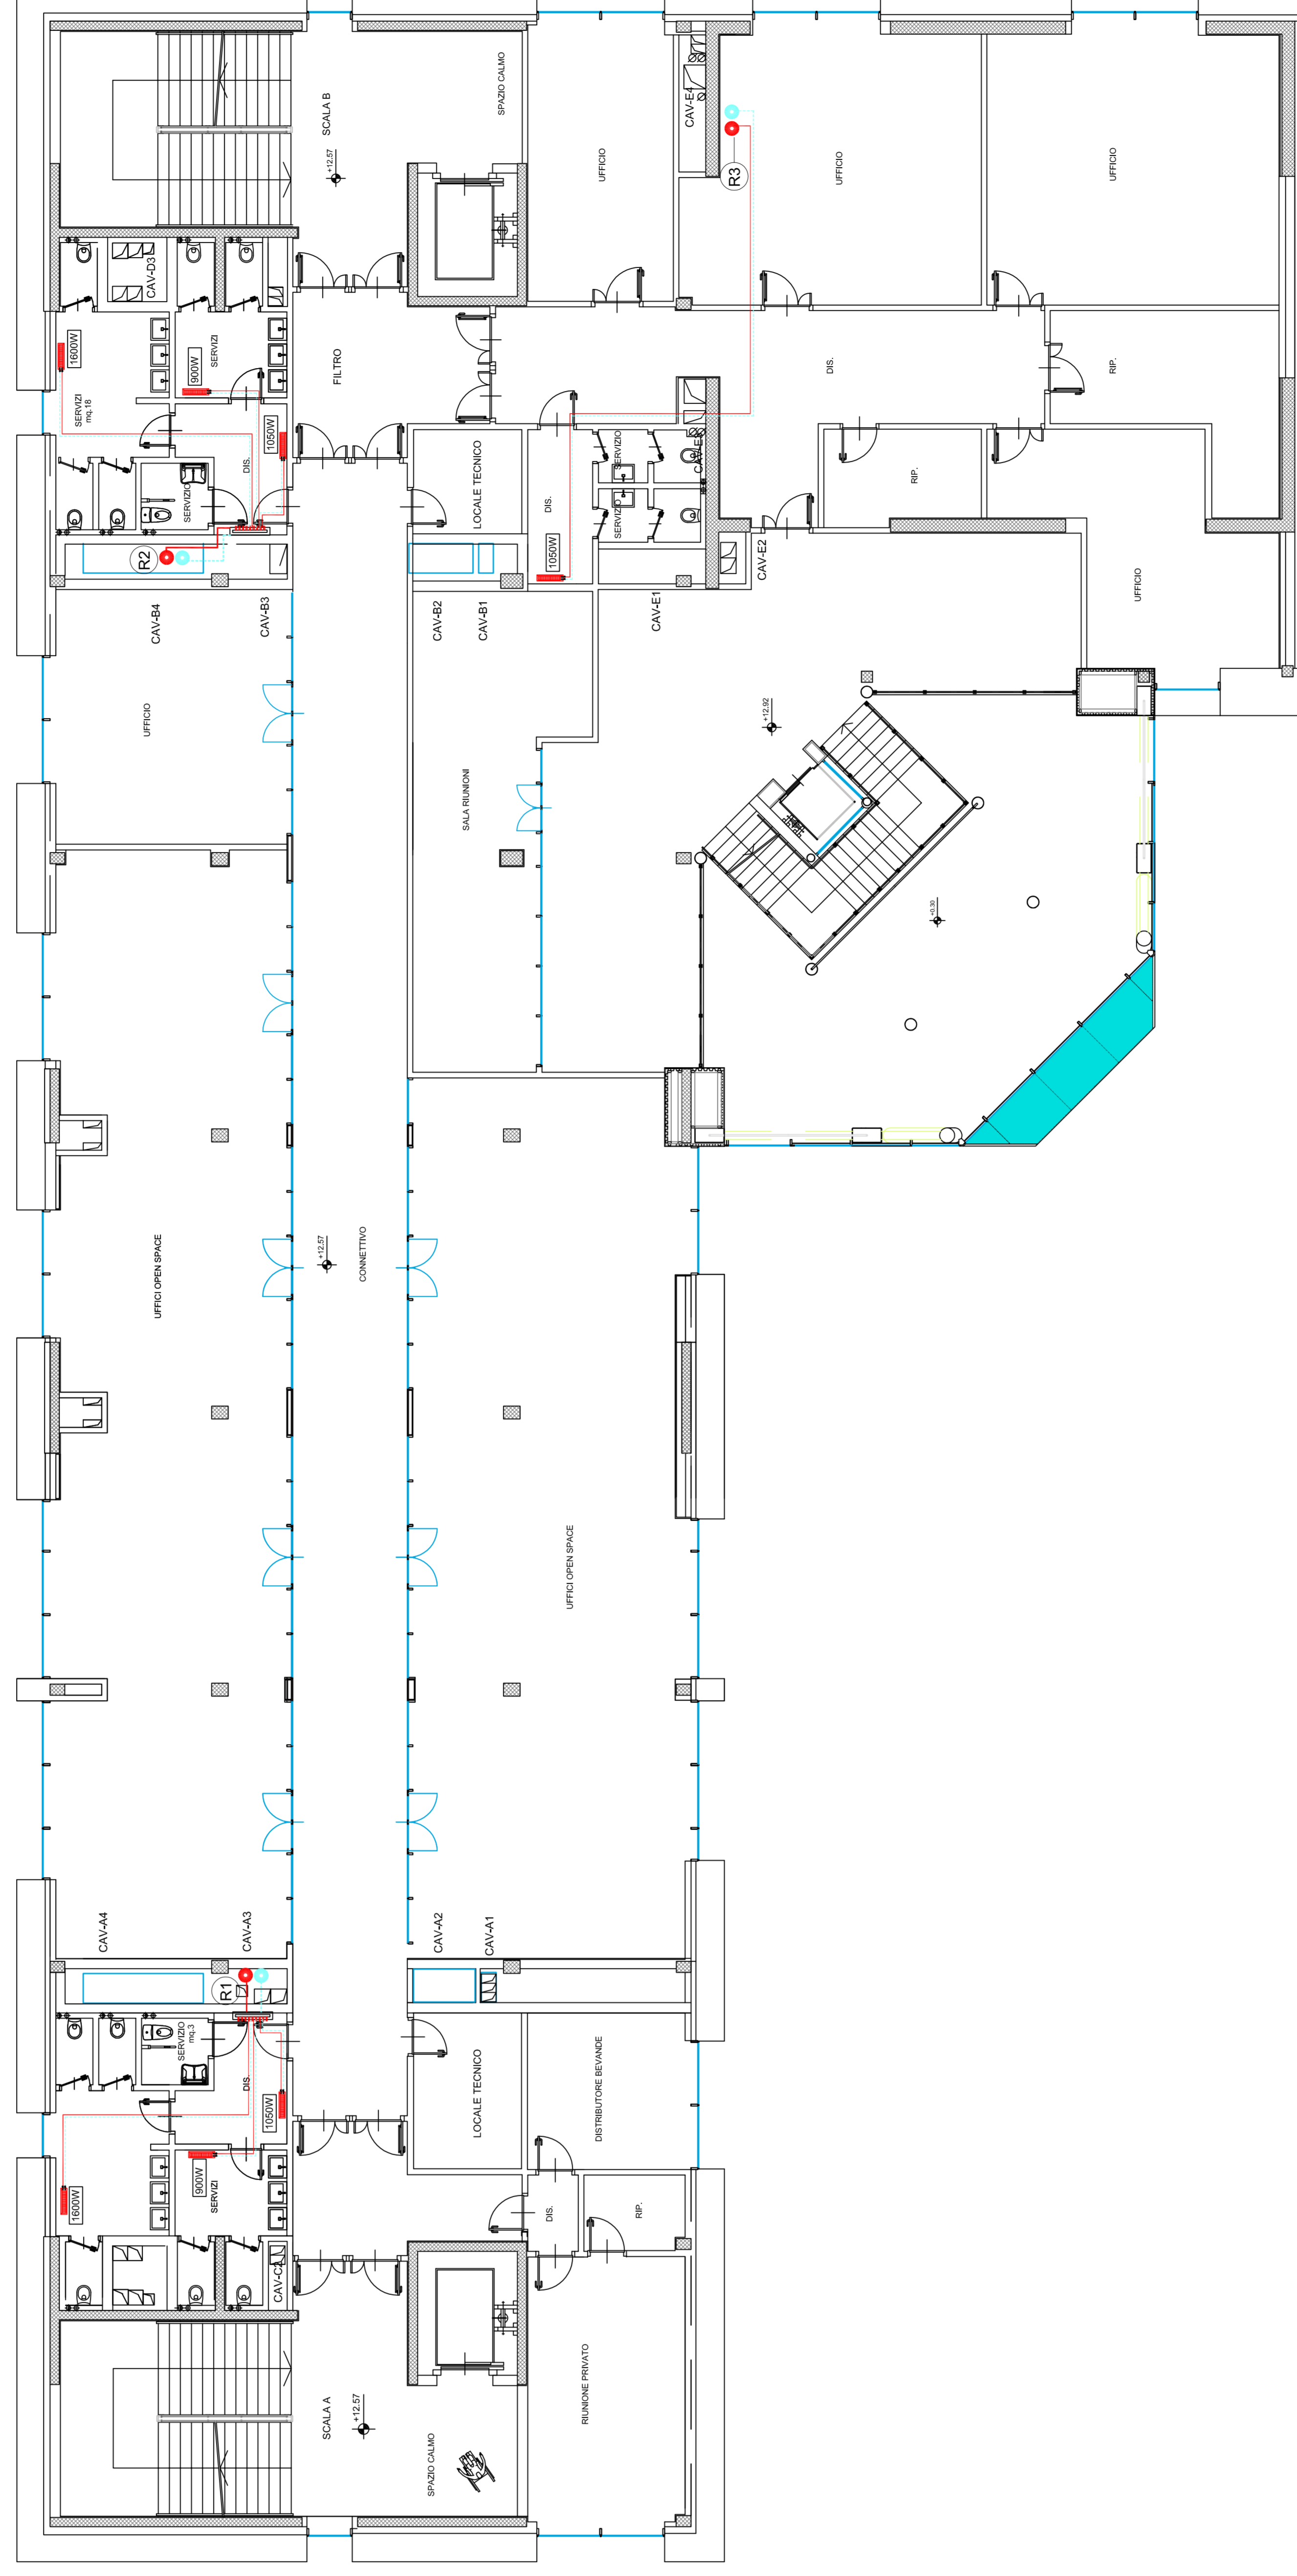 SCALA B
+12.57
SPAZIO CALMO
UFFICIO
CAV-E4
R3
UFFICIO
UFFICIO
CAV-D3
1600W
SERVIZI
mq.18
900W
SERVIZI
FILTRO
DIS.
RIP.
1050W
DIS.
SERVIZIO
LOCALE TECNICO
DIS.
SERVIZIO
SERVIZIO
RIP.
R2
1050W
CAV-E2
CAV-B4
CAV-B3
CAV-B2
CAV-B1
CAV-E1
UFFICIO
UFFICIO
+12.92
SALA RIUNIONI
+0.30
UFFICI OPEN SPACE
+12.57
CONNETTIVO
UFFICI OPEN SPACE
CAV-A4
CAV-A3
CAV-A2
CAV-A1
R1
SERVIZIO
mq.3
DIS.
1050W
LOCALE TECNICO
DISTRIBUTORE BEVANDE
1600W
900W
SERVIZI
DIS.
RIP.
SCALA A
+12.57
SPAZIO CALMO
RIUNIONE PRIVATO